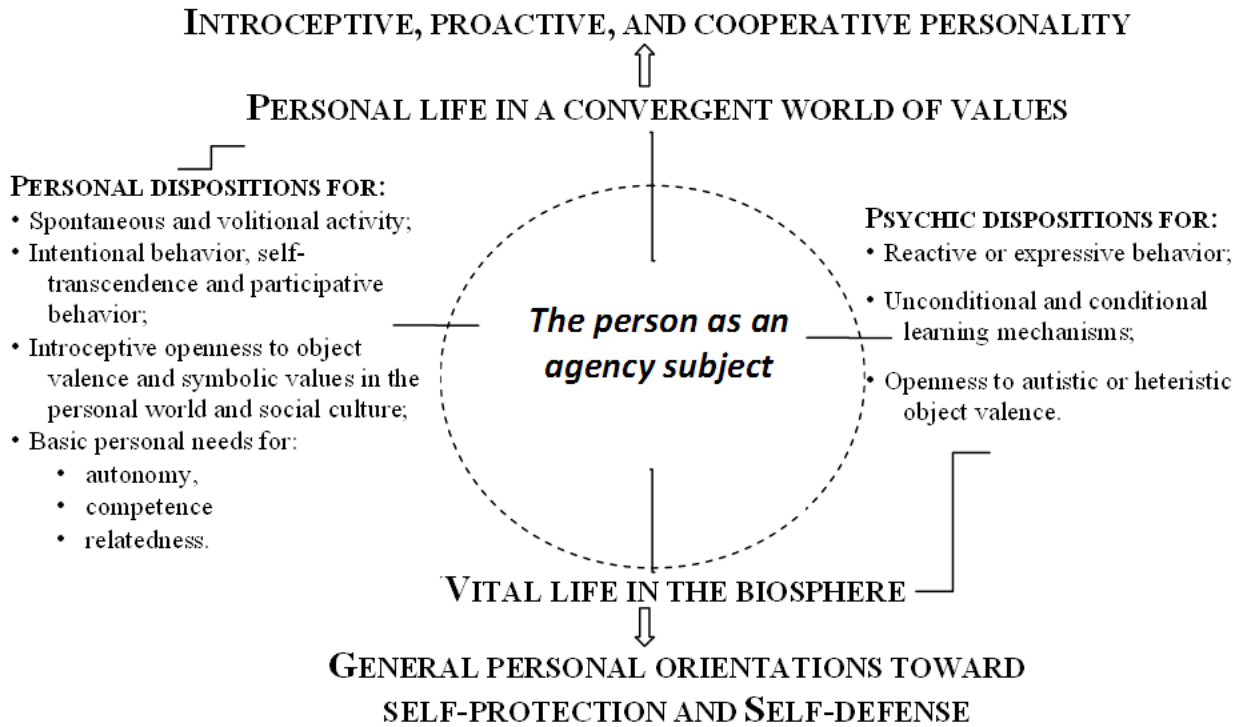 INTROCEPTIVE, PROACTIVE, AND COOPERATIVE PERSONALITY
PERSONAL LIFE IN A CONVERGENT WORLD OF VALUES
PERSONAL DISPOSITIONS FOR:
• Spontaneous and volitional activity;
• Intentional behavior, self-
transcendence and participative
behavior;
• Introceptive openness to object
valence and symbolic values in the
personal world and social culture;
• Basic personal needs for:
• autonomy,
• competence
• relatedness.
The person as an
agency subject
PSYCHIC DISPOSITIONS FOR:
• Reactive or expressive behavior;
• Unconditional and conditional
learning mechanisms;
• Openness to autistic or heteristic
object valence.
VITAL LIFE IN THE BIOSPHERE
GENERAL PERSONAL ORIENTATIONS TOWARD
SELF-PROTECTION AND SELF-DEFENSE